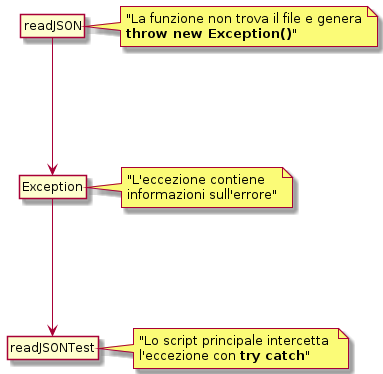 readJSON
"La funzione non trova il file e genera
throw new Exception()"
Exception
"L'eccezione contiene
informazioni sull'errore"
readJSONTest
"Lo script principale intercetta
l'eccezione con try catch"